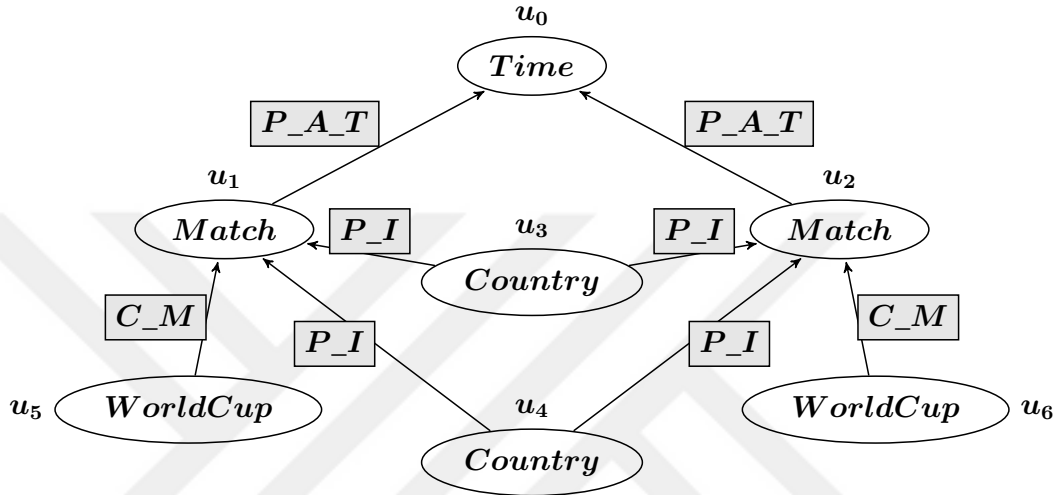 u0
Time
P_A_T P_A_T
u1 u2
Match P_I u3 P_I Match
Country
C_M P_I P_I C_M
u5 WorldCup u4 WorldCup u6
Country